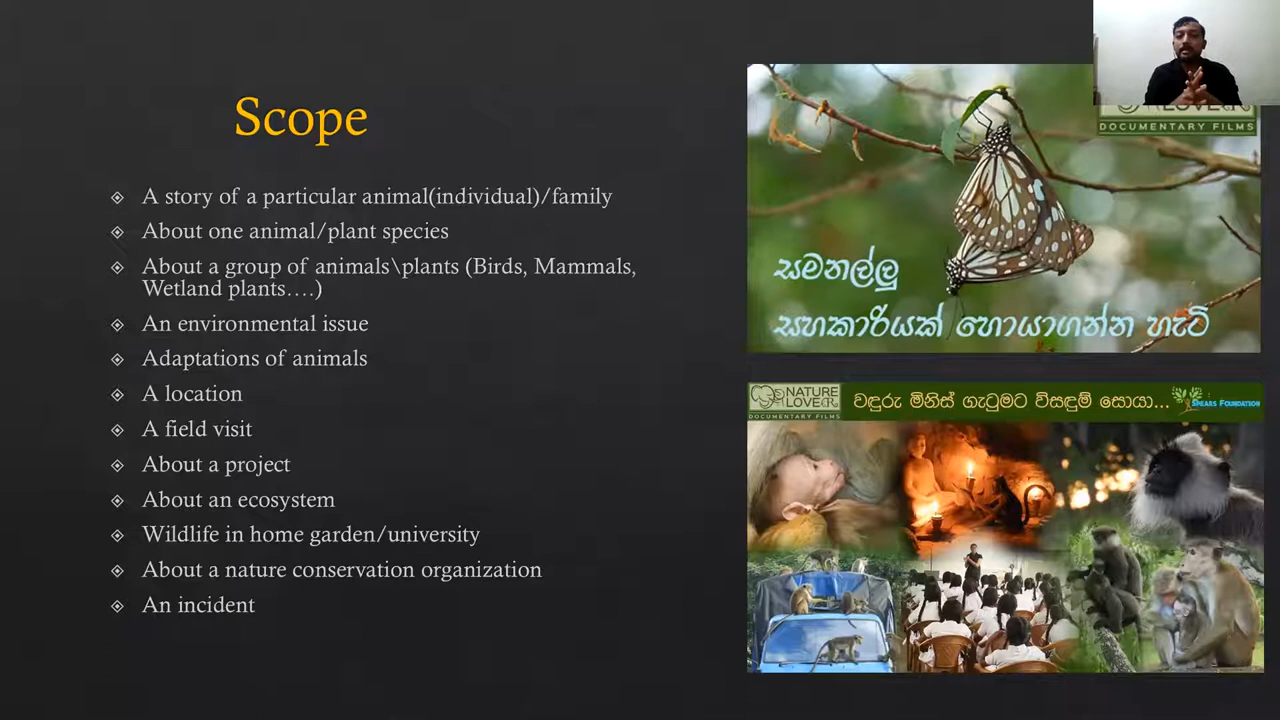 Scope
A story of a particular animal(individual)/family
About one animal/plant species
About a group of animals\plants (Birds, Mammals,
Wetland plants....)
An environmental issue
Adaptations of animals
A location
A field visit
About a project
About an ecosystem
Wildlife in home garden/university
About a nature conservation organization
An incident
DOCUMENTARY FILMS
සමනල්ලු
සහකාරියක් හොයාගන්න හැටි
NATURE
LOVER
DOCUMENTARY FILMS
වඳුරු මිනිස් ගැටුමට විසඳුම් සොයා...
SPEARS FOUNDATION